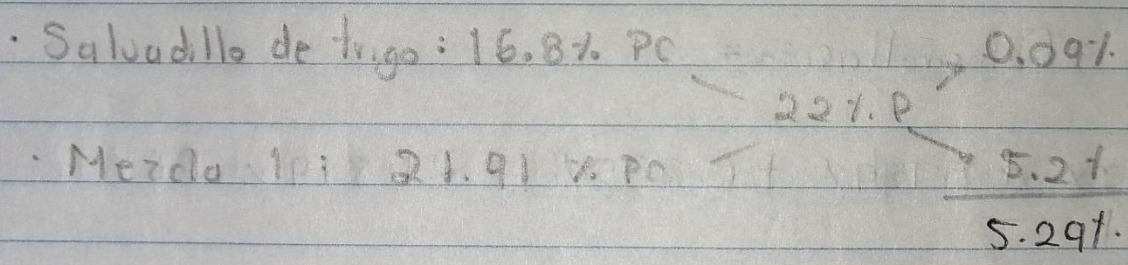 · Salvadillo de trigo: 16.8% PC 0.09%
22%. P
· Mezcla 1: 21.91 % PC 5.2%
5.29%.